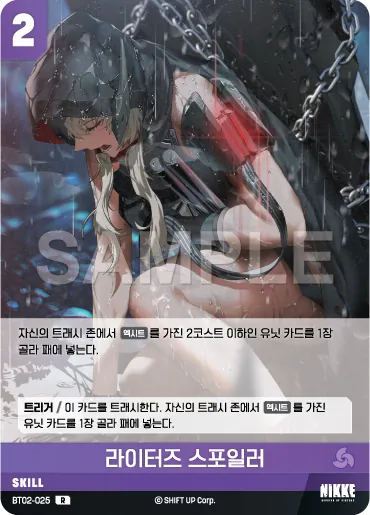 2
SAMPLE
자신의 트래시 존에서 엑시트 를 가진 2코스트 이하인 유닛 카드를 1장
골라 패에 넣는다.
트리거 / 이 카드를 트래시한다. 자신의 트래시 존에서 엑시트 를 가진
유닛 카드를 1장 골라 패에 넣는다.
라이터즈 스포일러
SKILL
BT02-025 R
© SHIFT UP Corp.
NIKKE